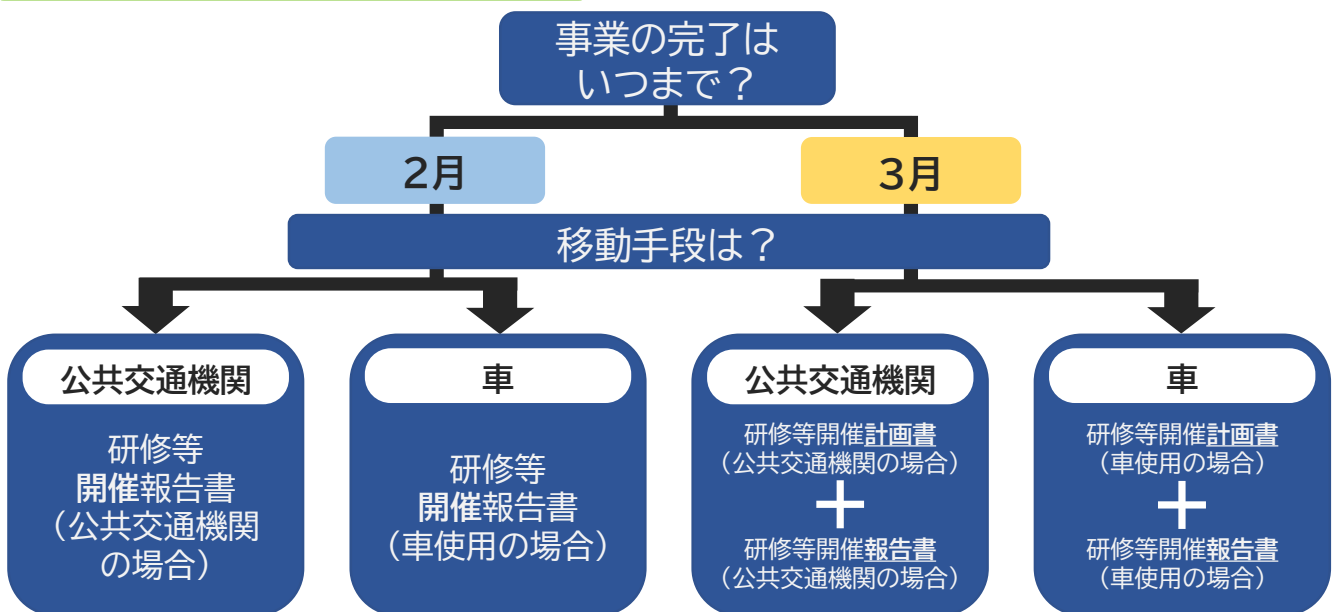 事業の完了は
いつまで？
2月
3月
移動手段は？
公共交通機関
研修等
開催報告書
（公共交通機関
の場合）
車
研修等
開催報告書
（車使用の場合）
公共交通機関
研修等開催計画書
（公共交通機関の場合）
＋
研修等開催報告書
（公共交通機関の場合）
車
研修等開催計画書
（車使用の場合）
＋
研修等開催報告書
（車使用の場合）